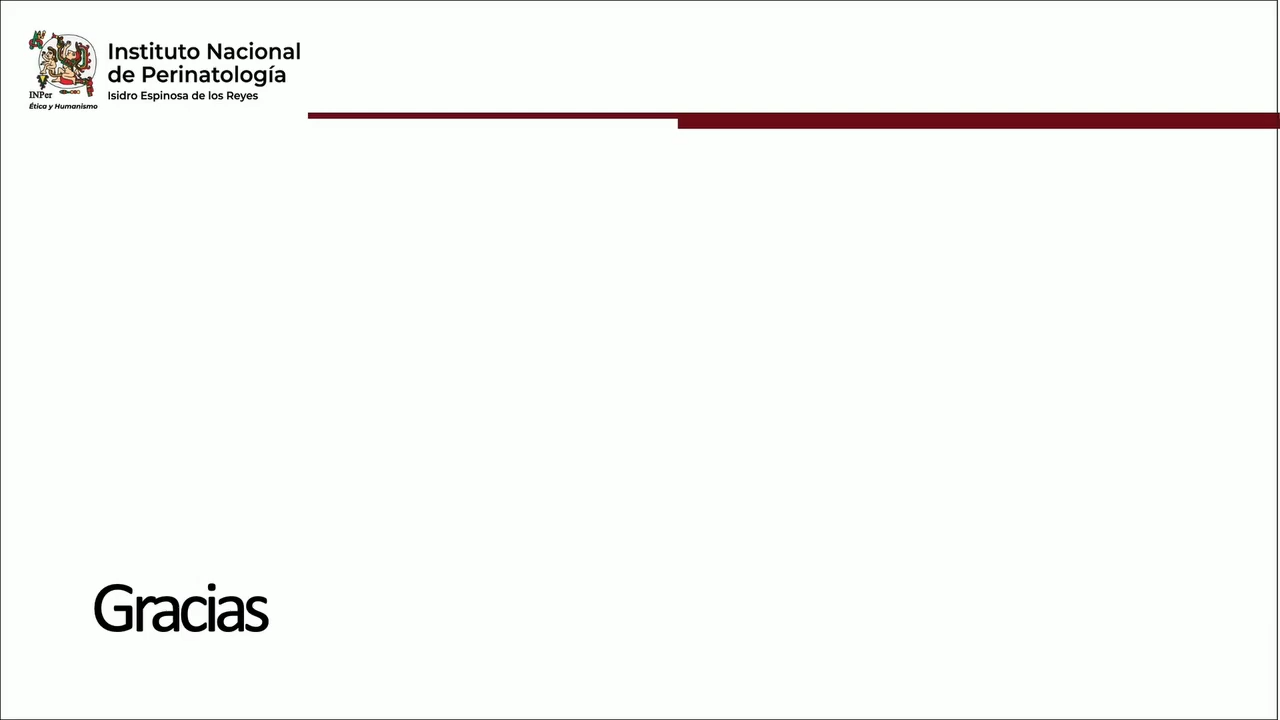 Instituto Nacional
de Perinatología
Isidro Espinosa de los Reyes
INPer
Ética y Humanismo
Gracias